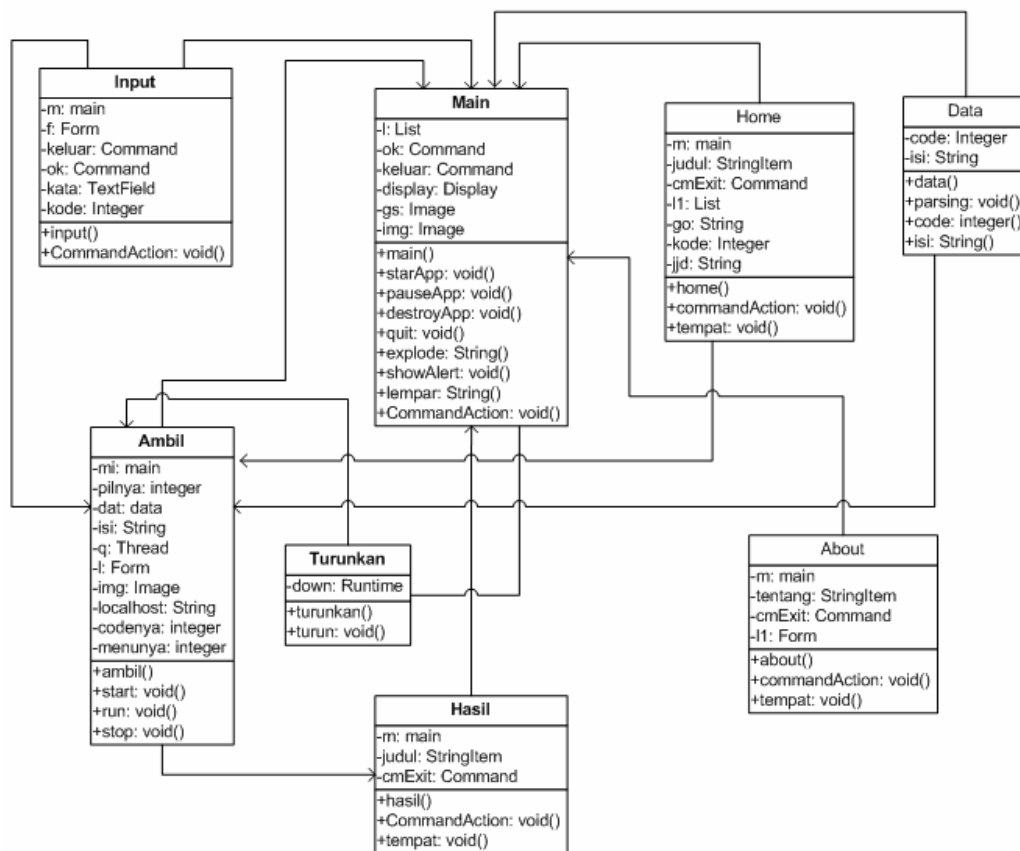 Input
-m: main
-f: Form
-keluar: Command
-ok: Command
-kata: TextField
-kode: Integer
+input()
+CommandAction: void()
Main
-l: List
-ok: Command
-keluar: Command
-display: Display
-gs: Image
-img: Image
+main()
+starApp: void()
+pauseApp: void()
+destroyApp: void()
+quit: void()
+explode: String()
+showAlert: void()
+lempar: String()
+CommandAction: void()
Home
-m: main
-judul: StringItem
-cmExit: Command
-l1: List
-go: String
-kode: Integer
-jjd: String
+home()
+commandAction: void()
+tempat: void()
Data
-code: Integer
-isi: String
+data()
+parsing: void()
+code: integer()
+isi: String()
Ambil
-mi: main
-pilnya: integer
-dat: data
-isi: String
-q: Thread
-l: Form
-img: Image
-localhost: String
-codenya: integer
-menunya: integer
+ambil()
+start: void()
+run: void()
+stop: void()
Turunkan
-down: Runtime
+turunkan()
+turun: void()
About
-m: main
-tentang: StringItem
-cmExit: Command
-l1: Form
+about()
+commandAction: void()
+tempat: void()
Hasil
-m: main
-judul: StringItem
-cmExit: Command
+hasil()
+CommandAction: void()
+tempat: void()